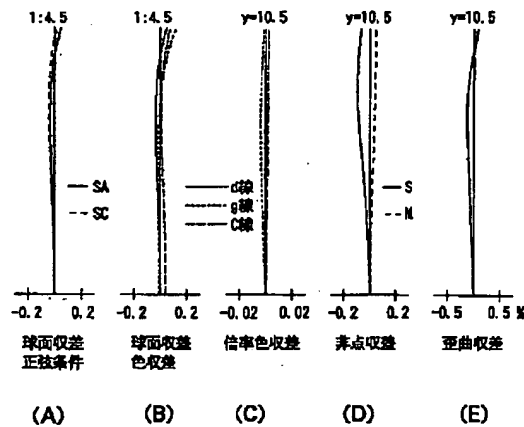 1:4.5 1:4.5 y=10.5 y=10.5 y=10.5
SA
SC
d線
g線
C線
S
M
-0.2 0.2 -0.2 0.2 -0.02 0.02 -0.2 0.2 -0.5 0.5 %
球面収差 球面収差 倍率色収差 非点収差 歪曲収差
正弦条件 色収差
(A) (B) (C) (D) (E)